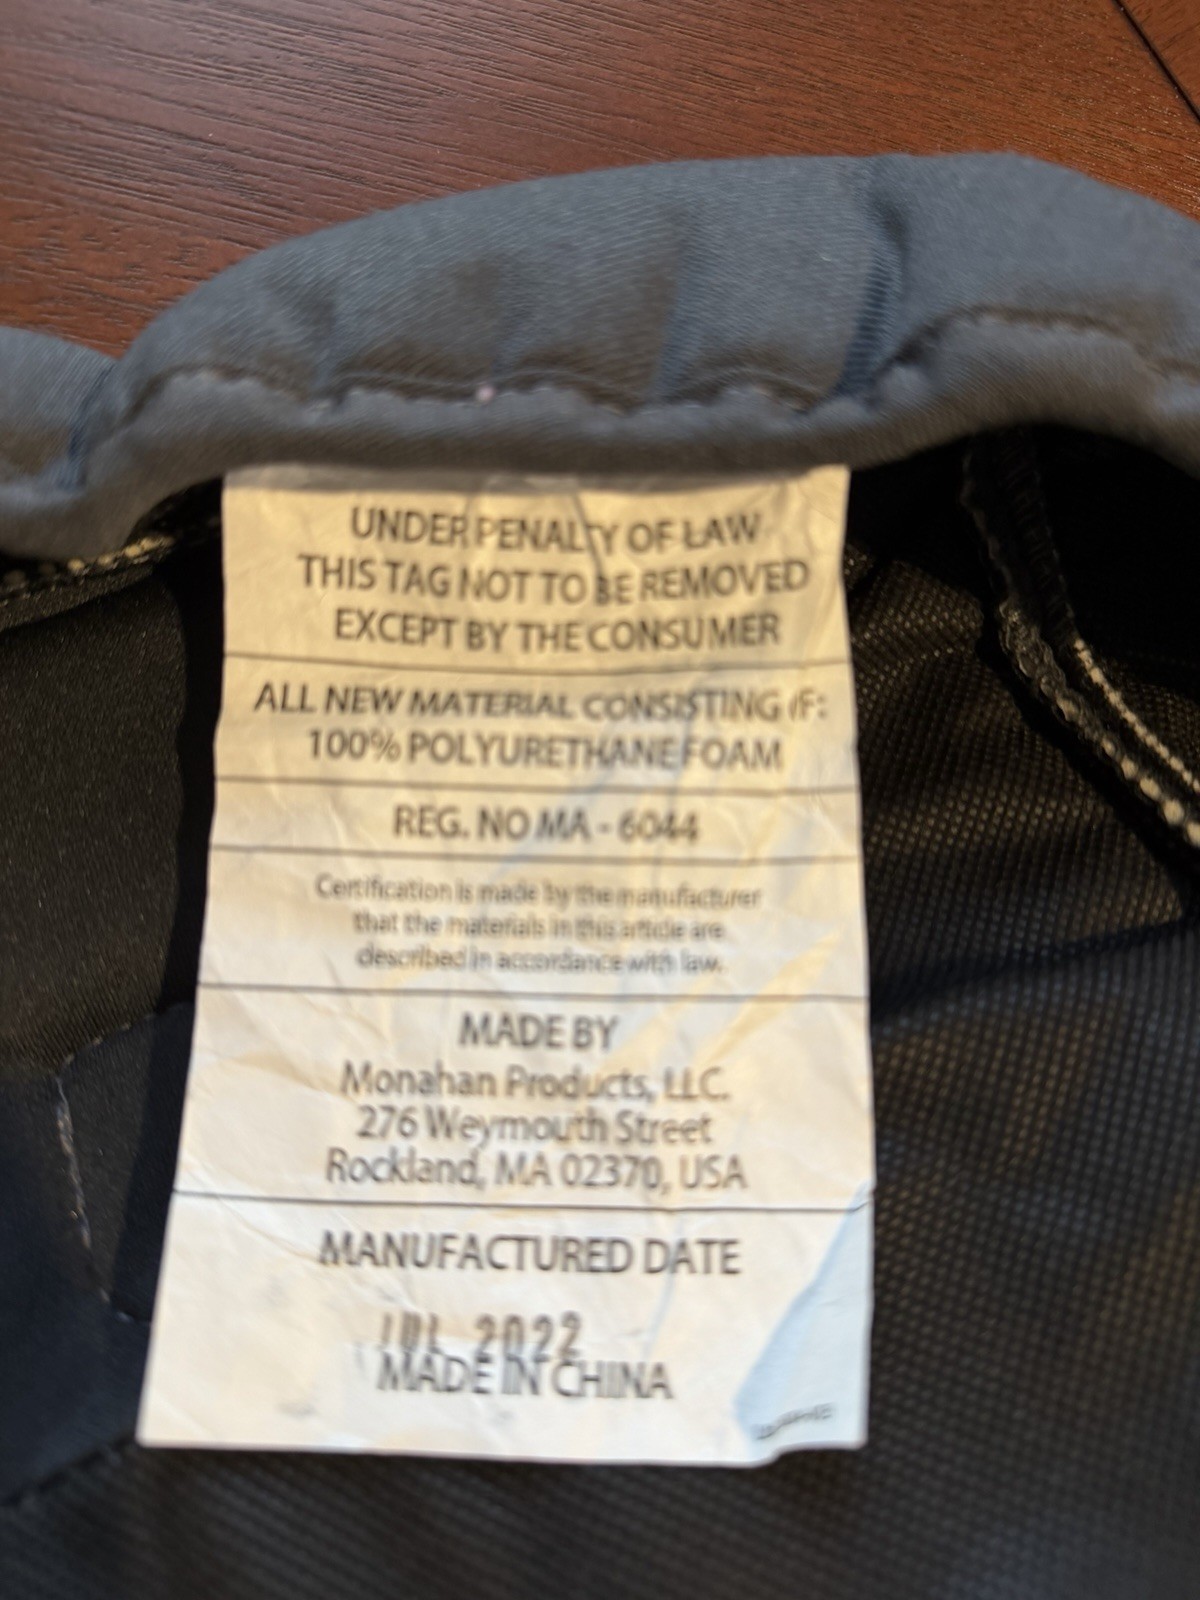 UNDER PENALTY OF LAW
THIS TAG NOT TO BE REMOVED
EXCEPT BY THE CONSUMER
ALL NEW MATERIAL CONSISTING IF:
100% POLYURETHANE FOAM
REG. NO MA - 6044
Certification is made by the manufacturer
that the materials in this article are
described in accordance with law.
MADE BY
Monahan Products, LLC.
276 Weymouth Street
Rockland, MA 02370, USA
MANUFACTURED DATE
JUL 2022
MADE IN CHINA